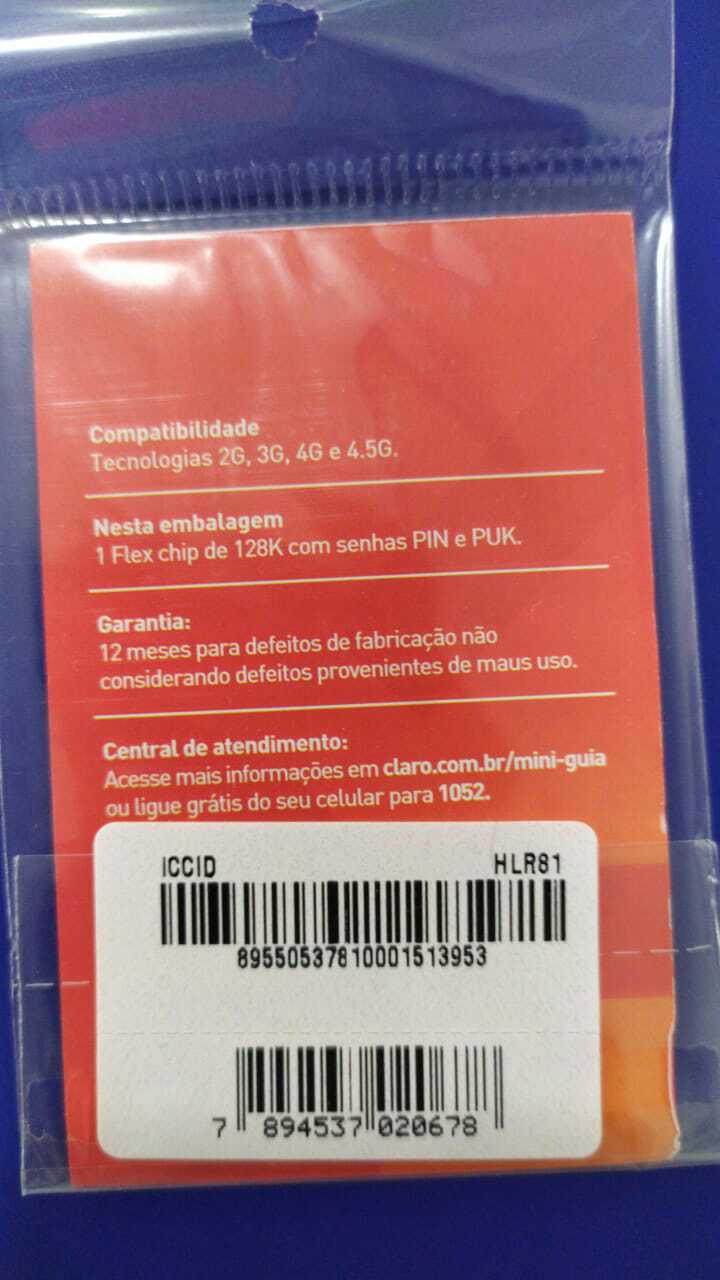 Compatibilidade
Tecnologias 2G, 3G, 4G e 4.5G.
Nesta embalagem
1 Flex chip de 128K com senhas PIN e PUK.
Garantia:
12 meses para defeitos de fabricação não
considerando defeitos provenientes de maus uso.
Central de atendimento:
Acesse mais informações em claro.com.br/mini-guia
ou ligue grátis do seu celular para 1052.
ICCID HLR81
89550537810001513953
7 894537 020678